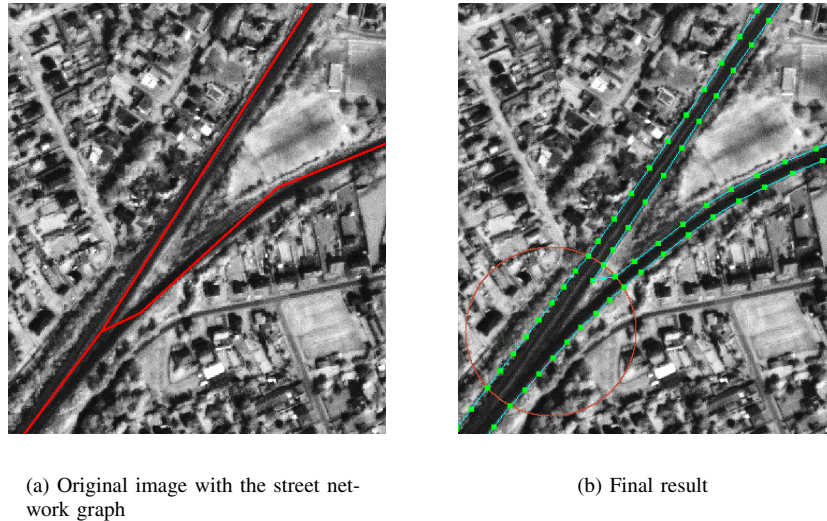 (a) Original image with the street net-
work graph
(b) Final result